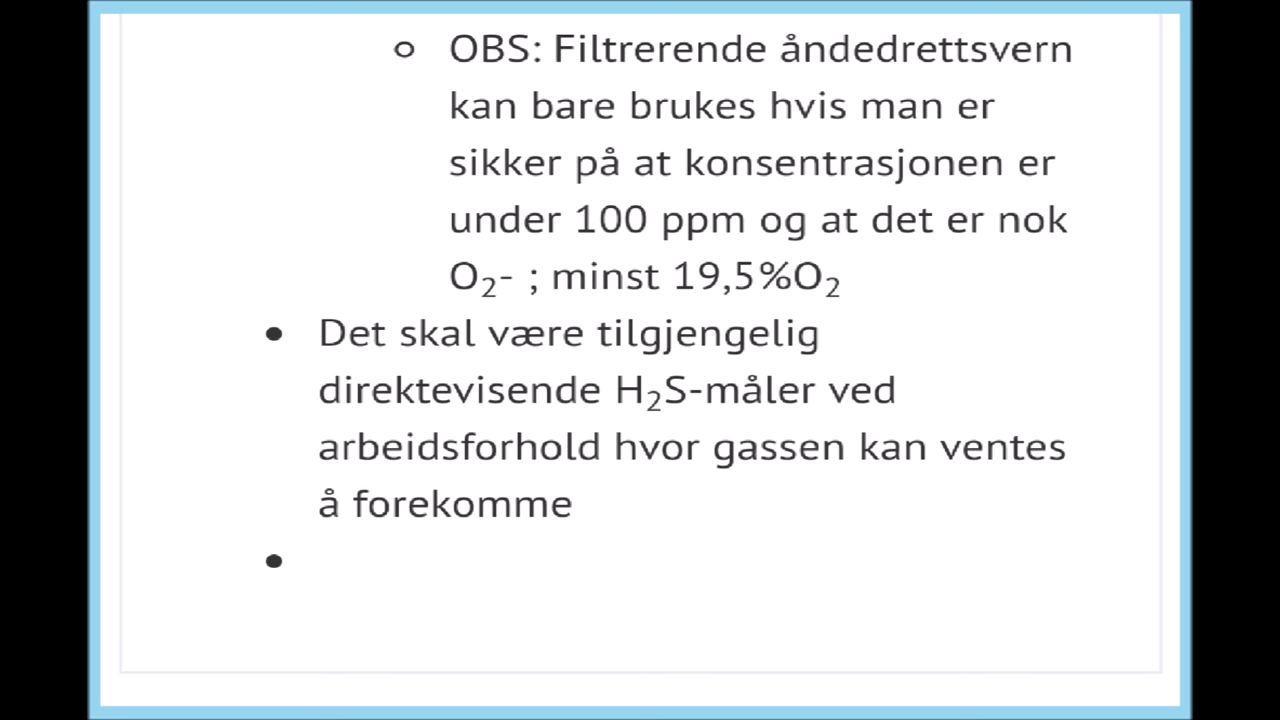 OBS: Filtrerende åndedrettsvern
kan bare brukes hvis man er
sikker på at konsentrasjonen er
under 100 ppm og at det er nok
O₂- ; minst 19,5%O₂
Det skal være tilgjengelig
direktevisende H₂S-måler ved
arbeidsforhold hvor gassen kan ventes
å forekomme